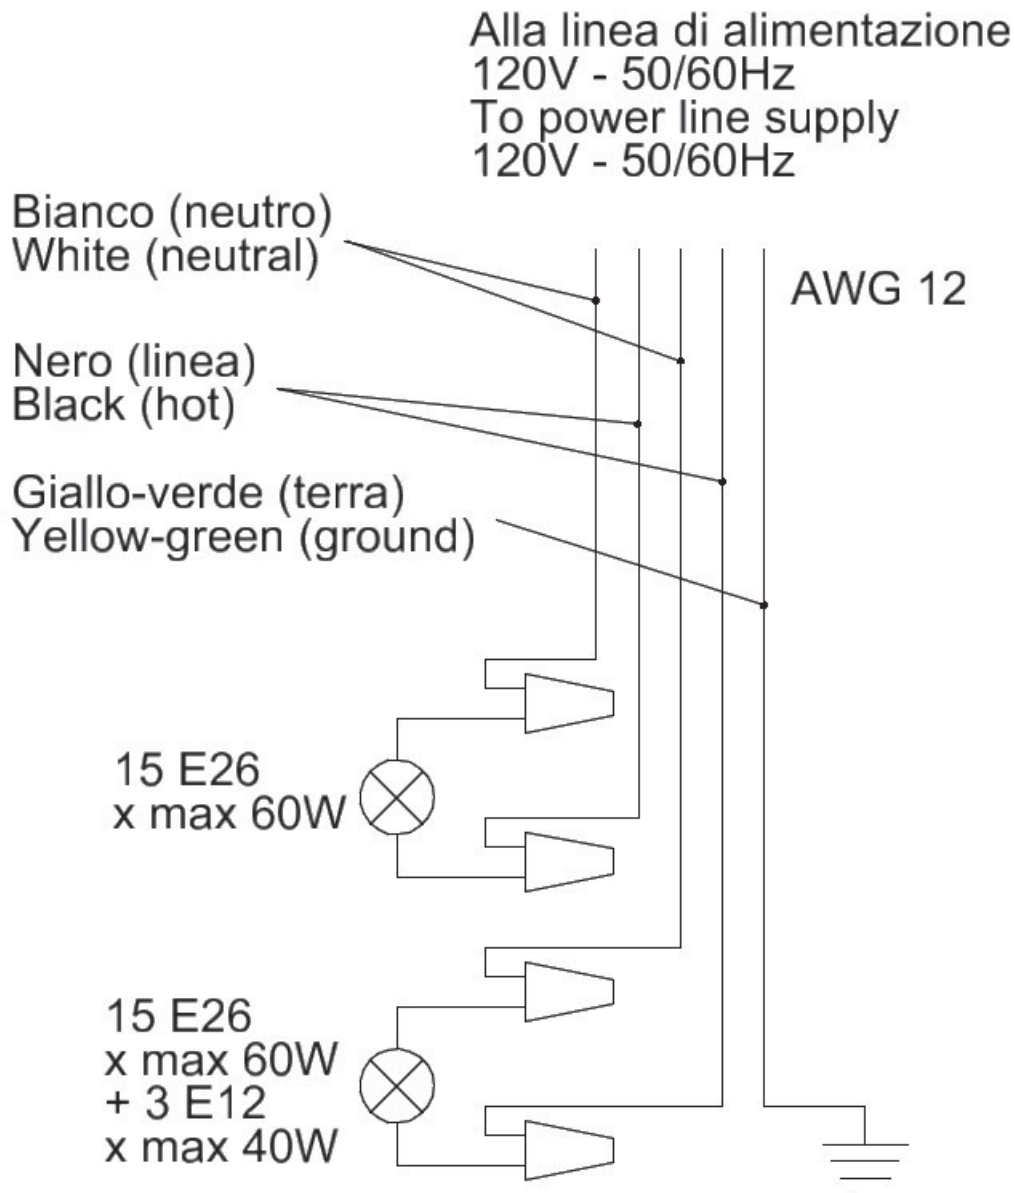 Alla linea di alimentazione
120V - 50/60Hz
To power line supply
120V - 50/60Hz
Bianco (neutro)
White (neutral)
AWG 12
Nero (linea)
Black (hot)
Giallo-verde (terra)
Yellow-green (ground)
15 E26
x max 60W
15 E26
x max 60W
+ 3 E12
x max 40W